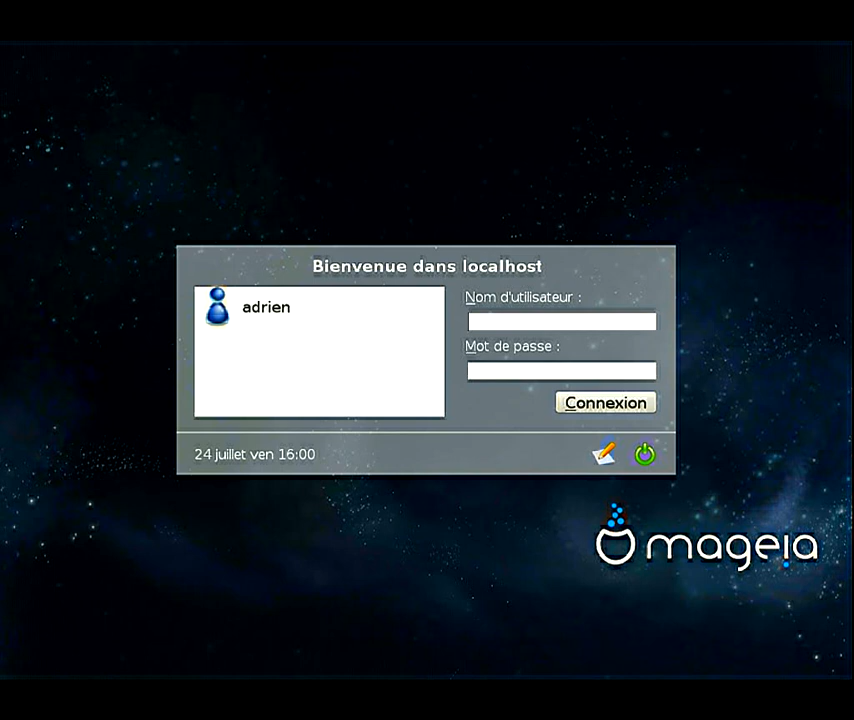 Bienvenue dans localhost
adrien
Nom d'utilisateur :
Mot de passe :
Connexion
24 juillet ven 16:00
mageia